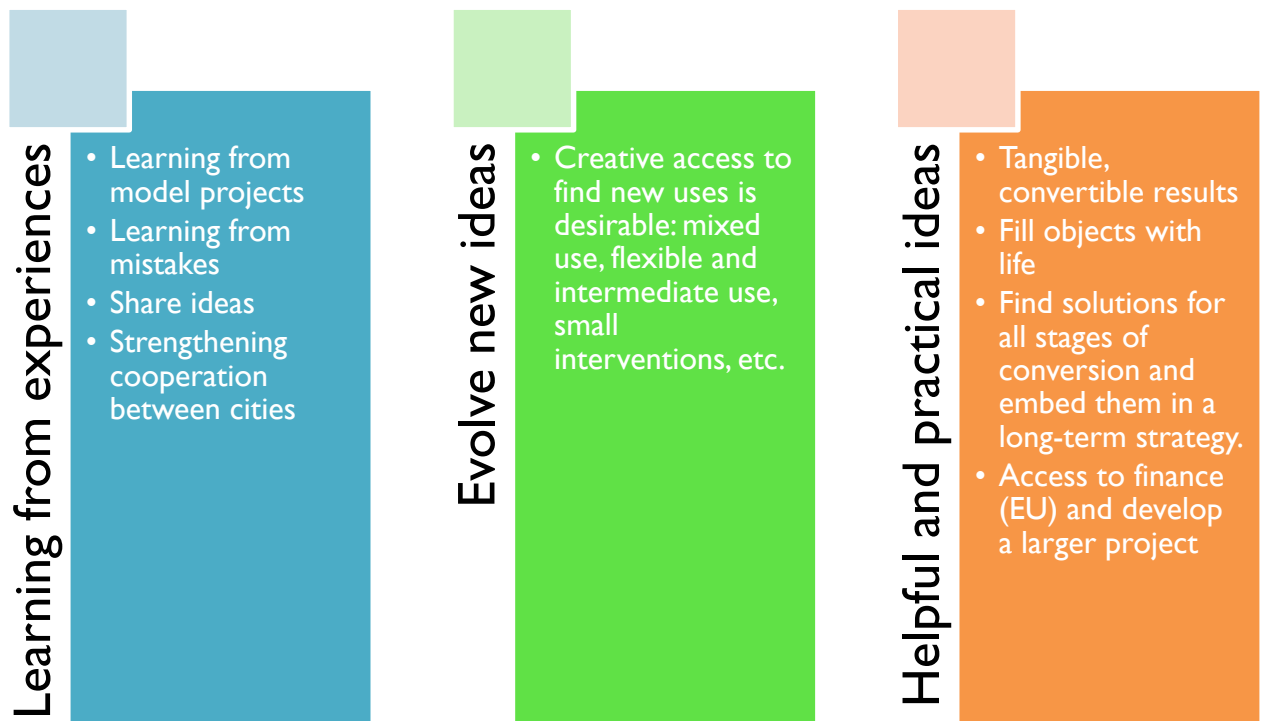 Learning from experiences
• Learning from
model projects
• Learning from
mistakes
• Share ideas
• Strengthening
cooperation
between cities
Evolve new ideas
• Creative access to
find new uses is
desirable: mixed
use, flexible and
intermediate use,
small
interventions, etc.
Helpful and practical ideas
• Tangible,
convertible results
• Fill objects with
life
• Find solutions for
all stages of
conversion and
embed them in a
long-term strategy.
• Access to finance
(EU) and develop
a larger project